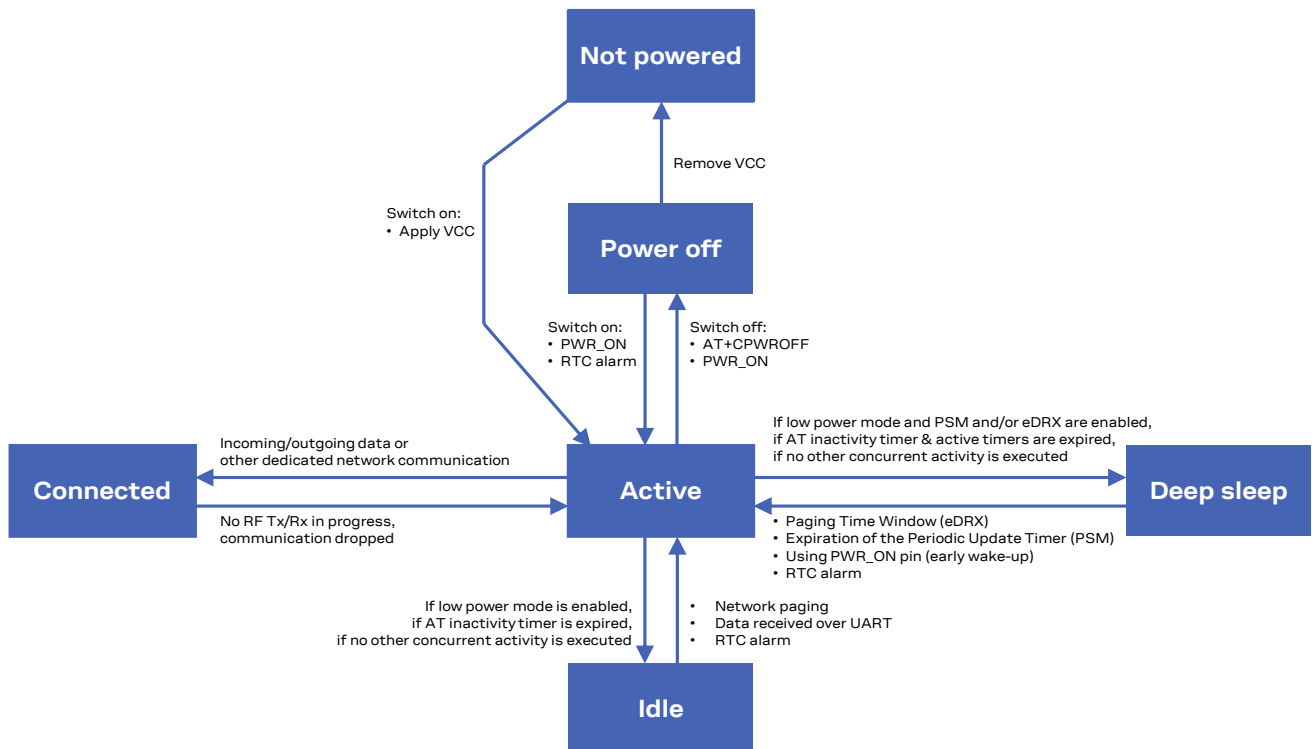 Not powered
Remove VCC
Switch on:
• Apply VCC
Power off
Switch on:
• PWR_ON
• RTC alarm
Switch off:
• AT+CPWROFF
• PWR_ON
Incoming/outgoing data or
other dedicated network communication
If low power mode and PSM and/or eDRX are enabled,
if AT inactivity timer & active timers are expired,
if no other concurrent activity is executed
Connected
Active
Deep sleep
No RF Tx/Rx in progress,
communication dropped
• Paging Time Window (eDRX)
• Expiration of the Periodic Update Timer (PSM)
• Using PWR_ON pin (early wake-up)
• RTC alarm
If low power mode is enabled,
if AT inactivity timer is expired,
if no other concurrent activity is executed
• Network paging
• Data received over UART
• RTC alarm
Idle